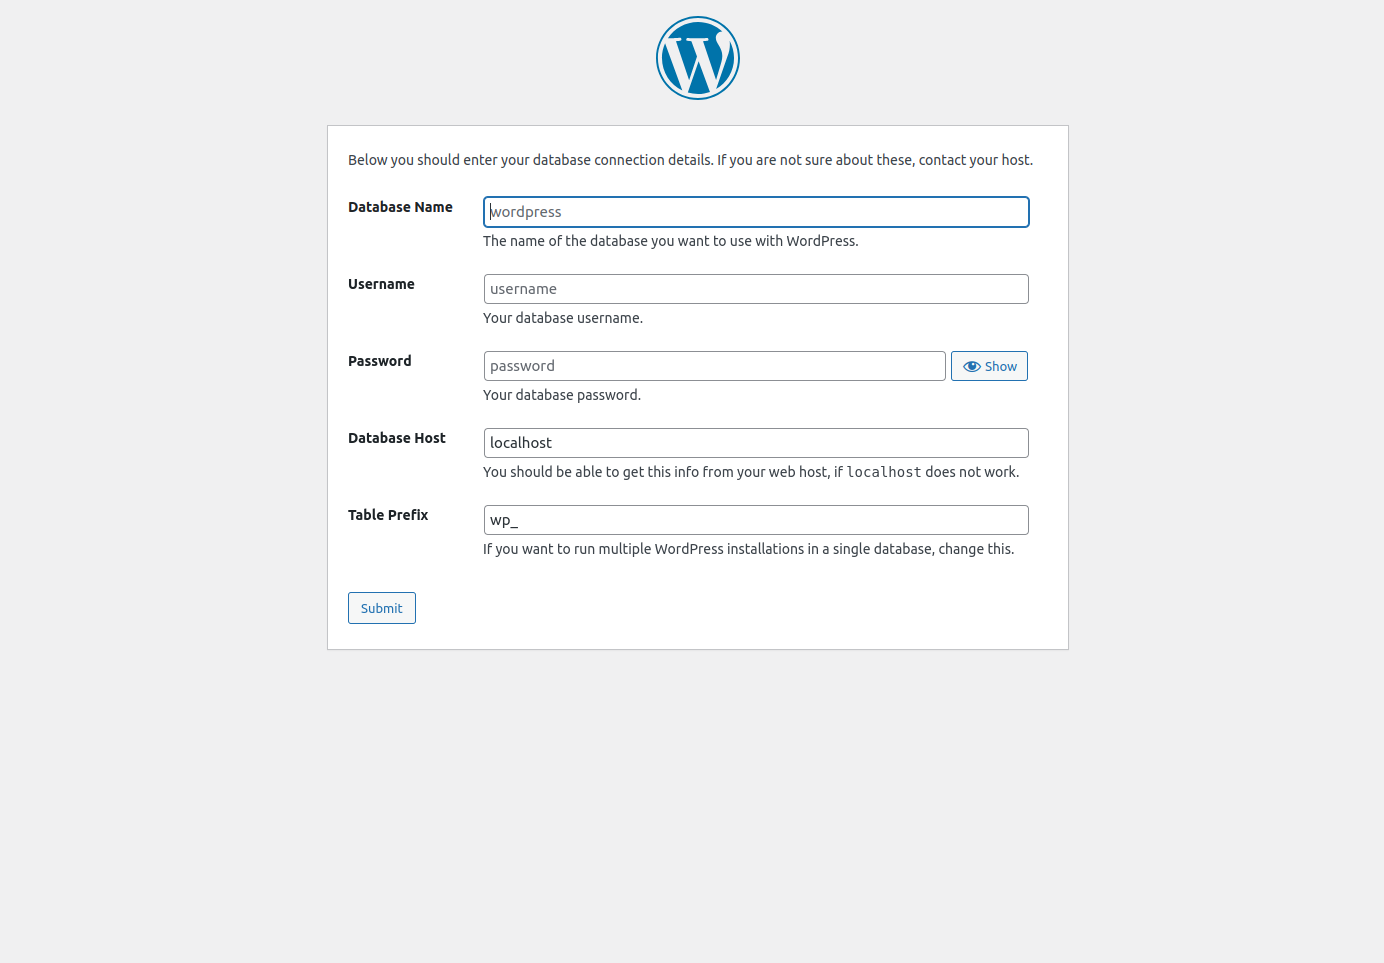 Below you should enter your database connection details. If you are not sure about these, contact your host.
Database Name
wordpress
The name of the database you want to use with WordPress.
Username
username
Your database username.
Password
password
Show
Your database password.
Database Host
localhost
You should be able to get this info from your web host, if localhost does not work.
Table Prefix
wp_
If you want to run multiple WordPress installations in a single database, change this.
Submit